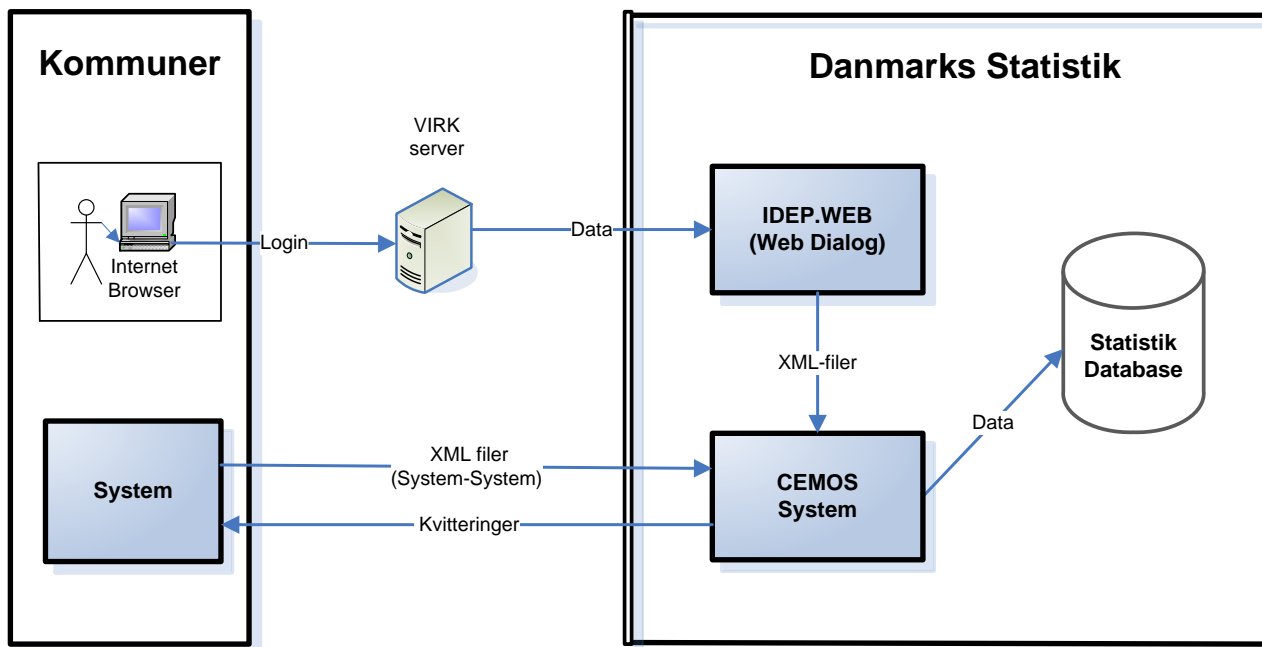 Kommuner
Danmarks Statistik
VIRK
server
Internet
Browser
Login
Data
IDEP.WEB
(Web Dialog)
XML-filer
Statistik
Database
Data
System
XML filer
(System-System)
Kvitteringer
CEMOS
System